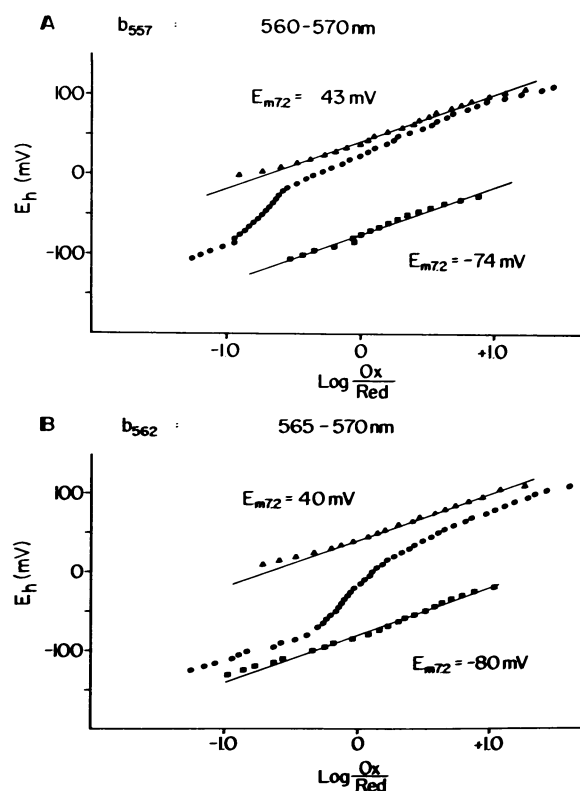 A b557 : 560-570nm
Em7.2 = 43 mV
100
0
-100
Eh (mV)
Em7.2 = -74 mV
-1.0 0 +1.0
Log Ox/Red
B b562 : 565-570nm
100
Em7.2 = 40 mV
0
-100
Eh (mV)
Em7.2 = -80 mV
-1.0 0 +1.0
Log Ox/Red